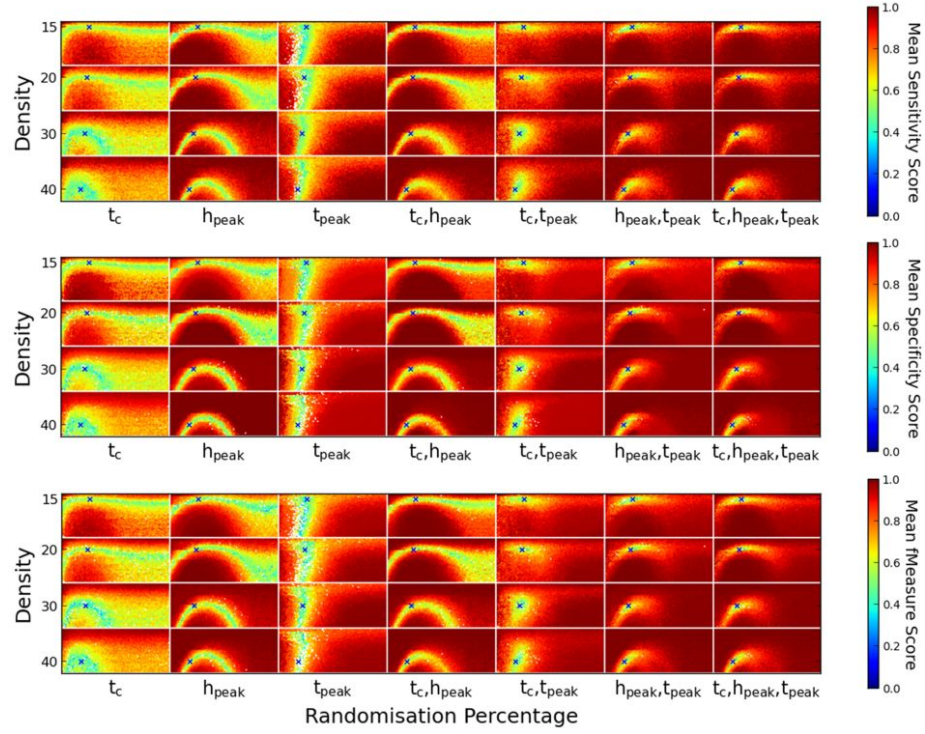 Density
15
20
30
40
t_c
h_peak
t_peak
t_c,h_peak
t_c,t_peak
h_peak,t_peak
t_c,h_peak,t_peak
1.0
0.8
0.6
0.4
0.2
0.0
Mean Sensitivity Score
Density
15
20
30
40
t_c
h_peak
t_peak
t_c,h_peak
t_c,t_peak
h_peak,t_peak
t_c,h_peak,t_peak
1.0
0.8
0.6
0.4
0.2
0.0
Mean Specificity Score
Density
15
20
30
40
t_c
h_peak
t_peak
t_c,h_peak
t_c,t_peak
h_peak,t_peak
t_c,h_peak,t_peak
1.0
0.8
0.6
0.4
0.2
0.0
Mean fMeasure Score
Randomisation Percentage